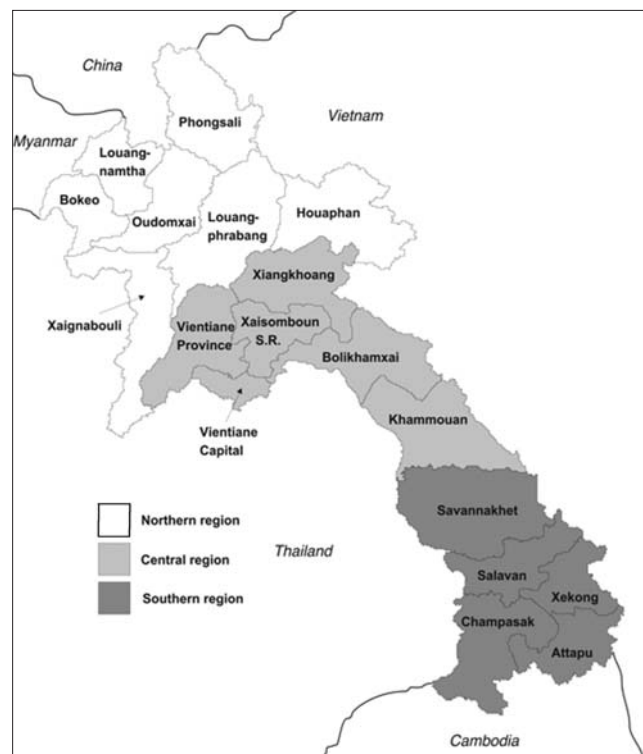 China
Phongsali
Vietnam
Myanmar
Louang-
namtha
Bokeo
Oudomxai
Louang-
phrabang
Houaphan
Xiangkhoang
Xaignabouli
Vientiane
Province
Xaisomboun
S.R.
Bolikhamxai
Vientiane
Capital
Khammouan
Northern region
Central region
Southern region
Thailand
Savannakhet
Salavan
Xekong
Champasak
Attapu
Cambodia